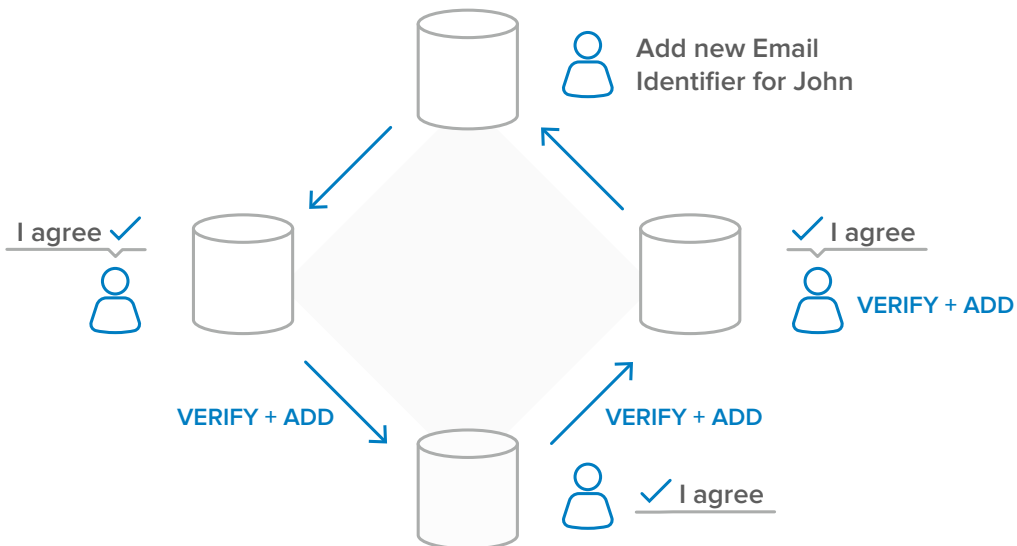 Add new Email
Identifier for John
I agree
I agree
VERIFY + ADD
VERIFY + ADD
VERIFY + ADD
I agree